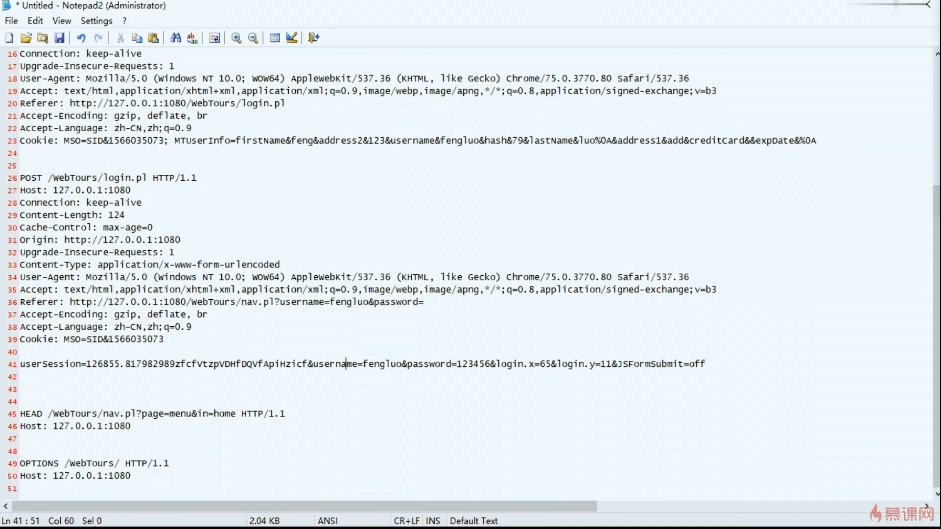 * Untitled - Notepad2 (Administrator)
File Edit View Settings ?
16 Connection: keep-alive
17 Upgrade-Insecure-Requests: 1
18 User-Agent: Mozilla/5.0 (Windows NT 10.0; WOW64) AppleWebKit/537.36 (KHTML, like Gecko) Chrome/75.0.3770.80 Safari/537.36
19 Accept: text/html,application/xhtml+xml,application/xml;q=0.9,image/webp,image/apng,*/*;q=0.8,application/signed-exchange;v=b3
20 Referer: http://127.0.0.1:1080/WebTours/login.pl
21 Accept-Encoding: gzip, deflate, br
22 Accept-Language: zh-CN,zh;q=0.9
23 Cookie: MSO=SID&1566035073; MTUserInfo=firstName&feng&address2&123&username&fengluo&hash&79&lastName&luo%0A&address1&add&creditCard&&expDate&%0A
24
25
26 POST /WebTours/login.pl HTTP/1.1
27 Host: 127.0.0.1:1080
28 Connection: keep-alive
29 Content-Length: 124
30 Cache-Control: max-age=0
31 Origin: http://127.0.0.1:1080
32 Upgrade-Insecure-Requests: 1
33 Content-Type: application/x-www-form-urlencoded
34 User-Agent: Mozilla/5.0 (Windows NT 10.0; WOW64) AppleWebKit/537.36 (KHTML, like Gecko) Chrome/75.0.3770.80 Safari/537.36
35 Accept: text/html,application/xhtml+xml,application/xml;q=0.9,image/webp,image/apng,*/*;q=0.8,application/signed-exchange;v=b3
36 Referer: http://127.0.0.1:1080/WebTours/nav.pl?username=fengluo&password=
37 Accept-Encoding: gzip, deflate, br
38 Accept-Language: zh-CN,zh;q=0.9
39 Cookie: MSO=SID&1566035073
40
41 userSession=126855.817982989zfcfVtzpVDHfDQVfApiHzicf&username=fengluo&password=123456&login.x=65&login.y=11&JSFormSubmit=off
42
43
44
45 HEAD /WebTours/nav.pl?page=menu&in=home HTTP/1.1
46 Host: 127.0.0.1:1080
47
48
49 OPTIONS /WebTours/ HTTP/1.1
50 Host: 127.0.0.1:1080
51
Ln 41 : 51 Col 60 Sel 0 2.04 KB ANSI CR+LF INS Default Text
慕课网